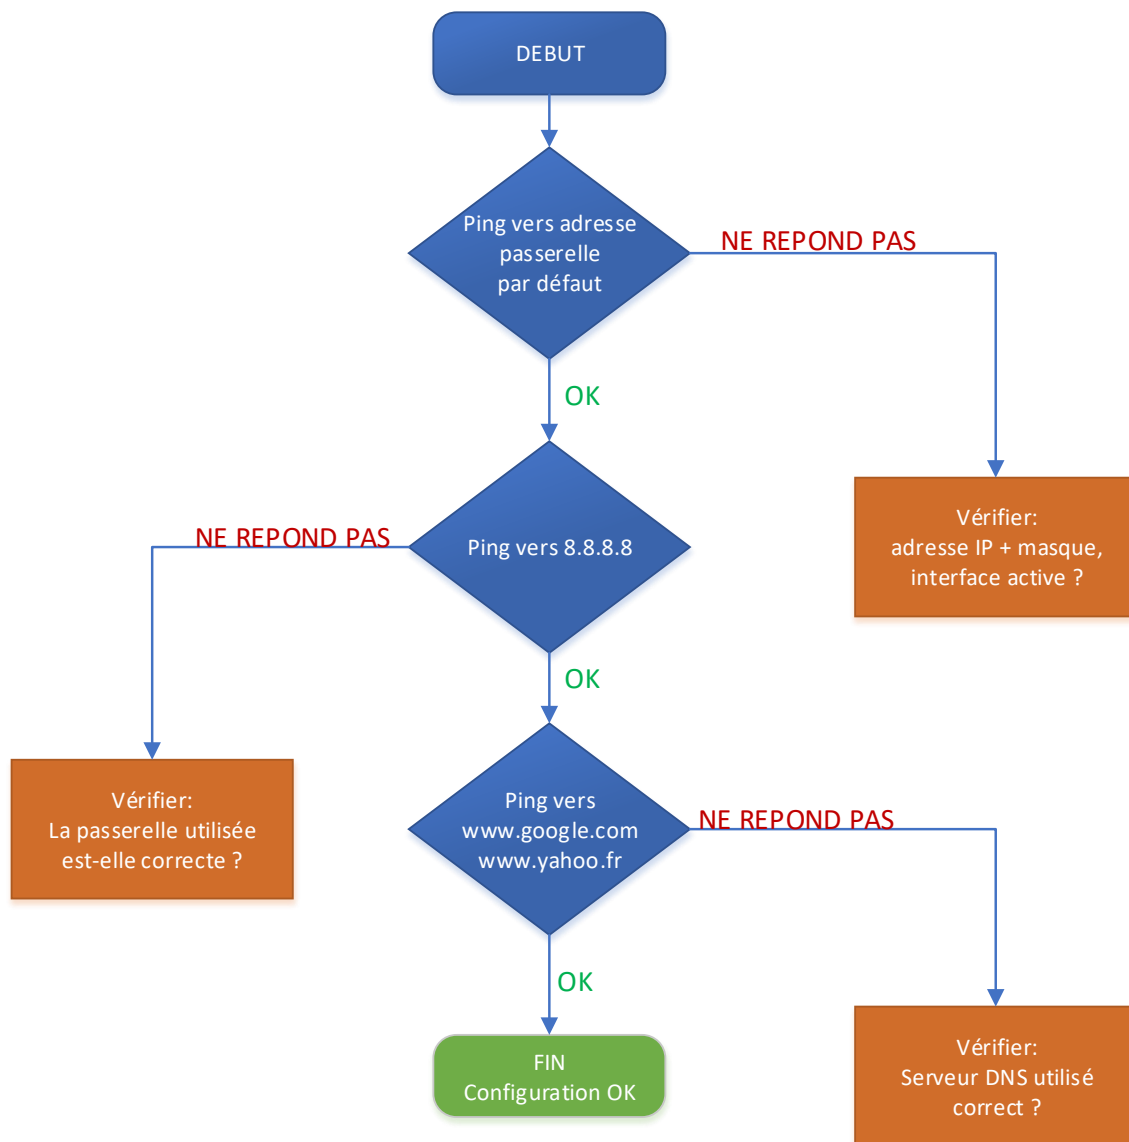 DEBUT
Ping vers adresse
passerelle
par défaut
NE REPOND PAS
OK
Vérifier:
adresse IP + masque,
interface active ?
NE REPOND PAS
Ping vers 8.8.8.8
OK
Vérifier:
La passerelle utilisée
est-elle correcte ?
Ping vers
www.google.com
www.yahoo.fr
NE REPOND PAS
OK
FIN
Configuration OK
Vérifier:
Serveur DNS utilisé
correct ?